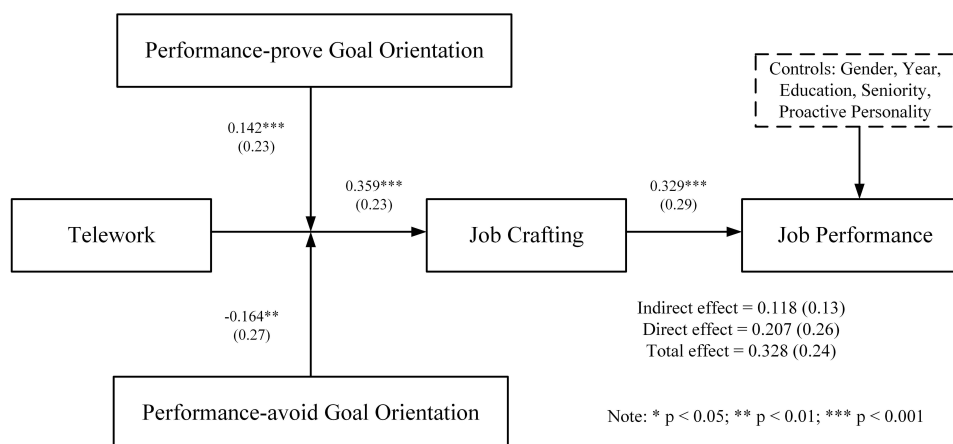 Performance-prove Goal Orientation
Controls: Gender, Year,
Education, Seniority,
Proactive Personality
0.142***
(0.23)
0.359***
(0.23)
0.329***
(0.29)
Telework
Job Crafting
Job Performance
-0.164**
(0.27)
Indirect effect = 0.118 (0.13)
Direct effect = 0.207 (0.26)
Total effect = 0.328 (0.24)
Performance-avoid Goal Orientation
Note: * p < 0.05; ** p < 0.01; *** p < 0.001